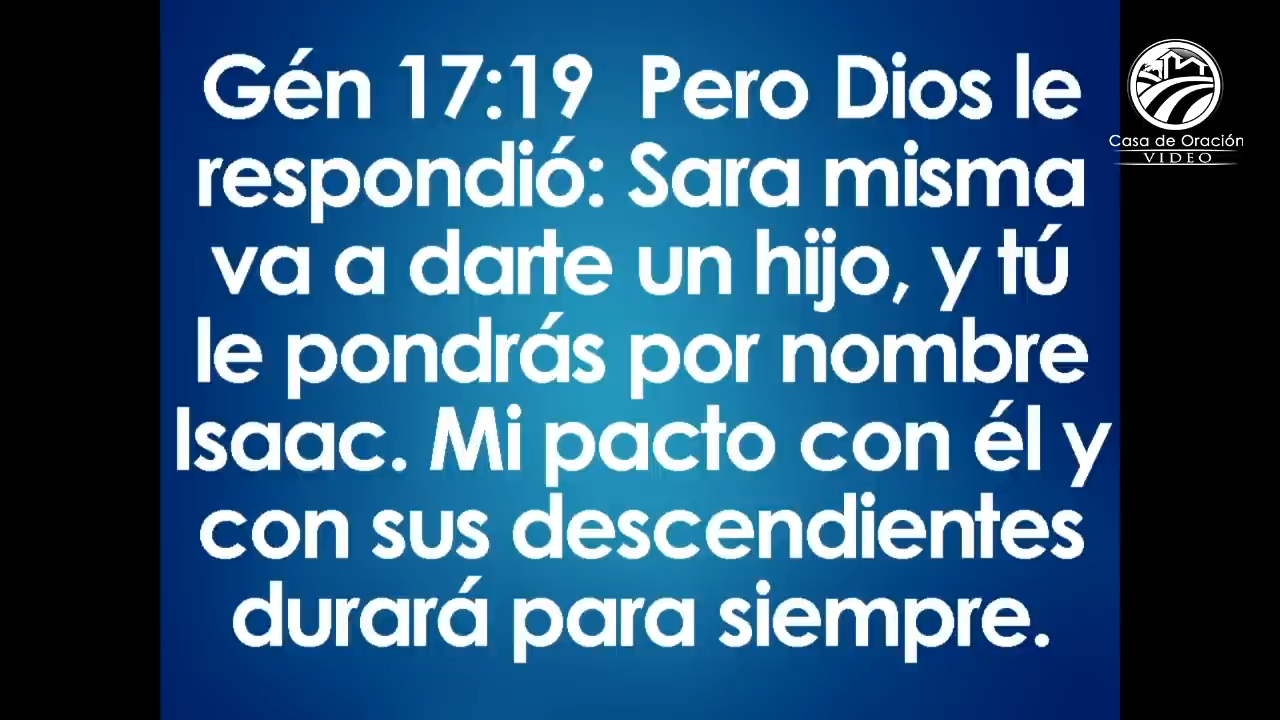 Gén 17:19  Pero Dios le
respondió: Sara misma
va a darte un hijo, y tú
le pondrás por nombre
Isaac. Mi pacto con él y
con sus descendientes
durará para siempre.
Casa de Oración
VIDEO